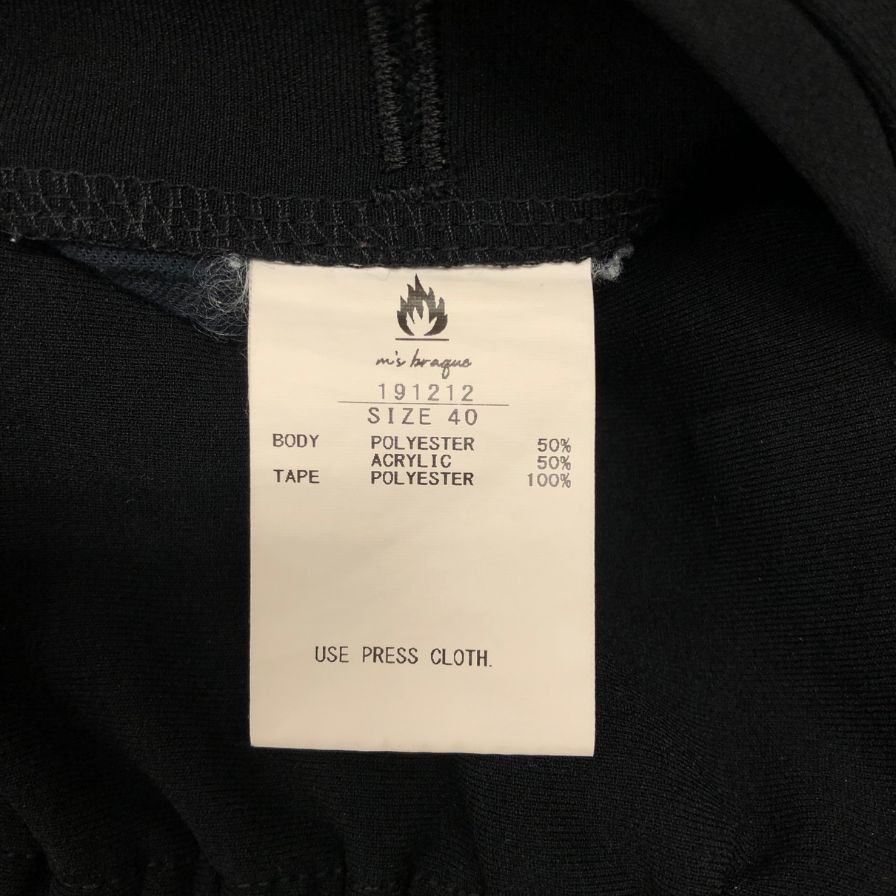 m's braque
191212
SIZE 40
BODY POLYESTER 50%
ACRYLIC 50%
TAPE POLYESTER 100%
USE PRESS CLOTH.